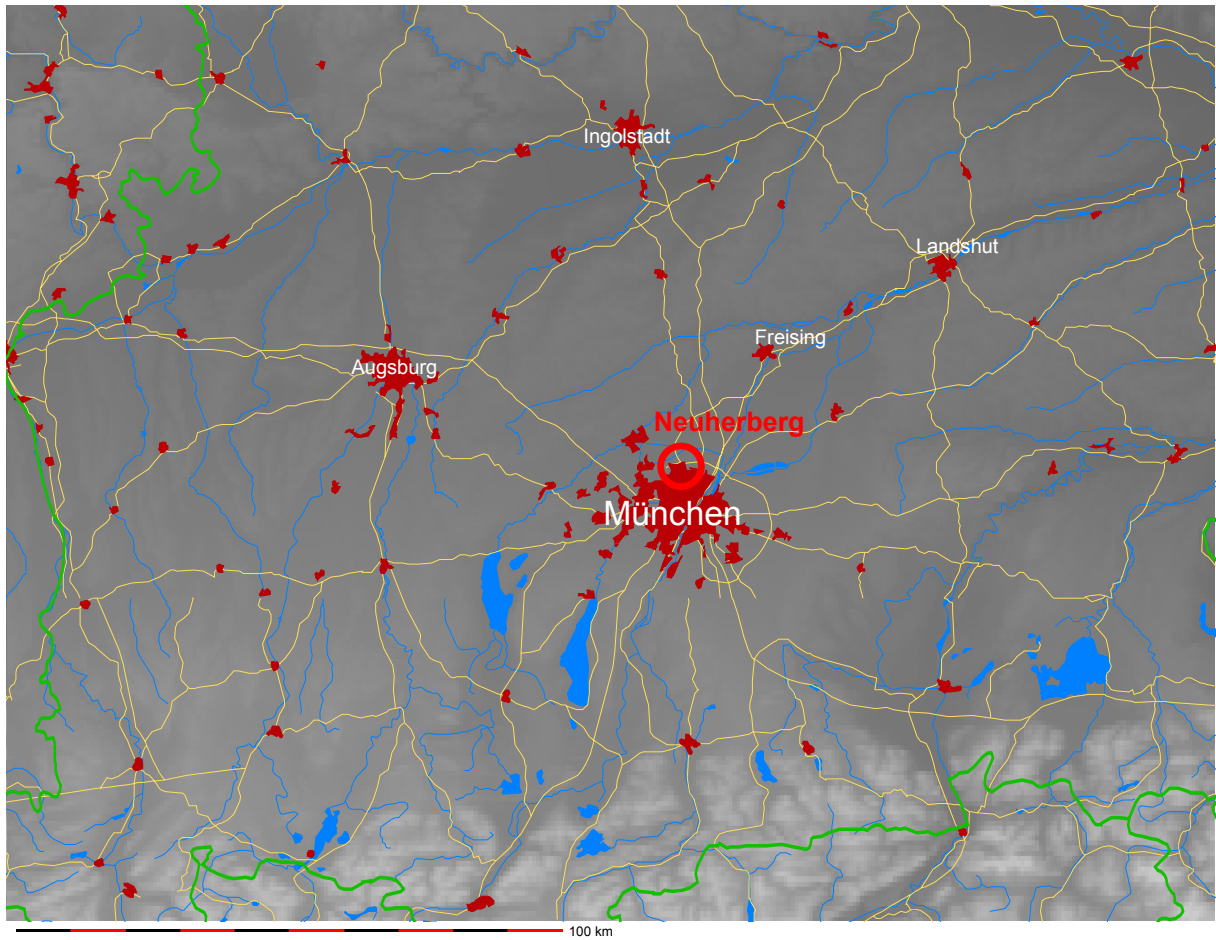 Ingolstadt
Landshut
Freising
Augsburg
Neuherberg
München
100 km